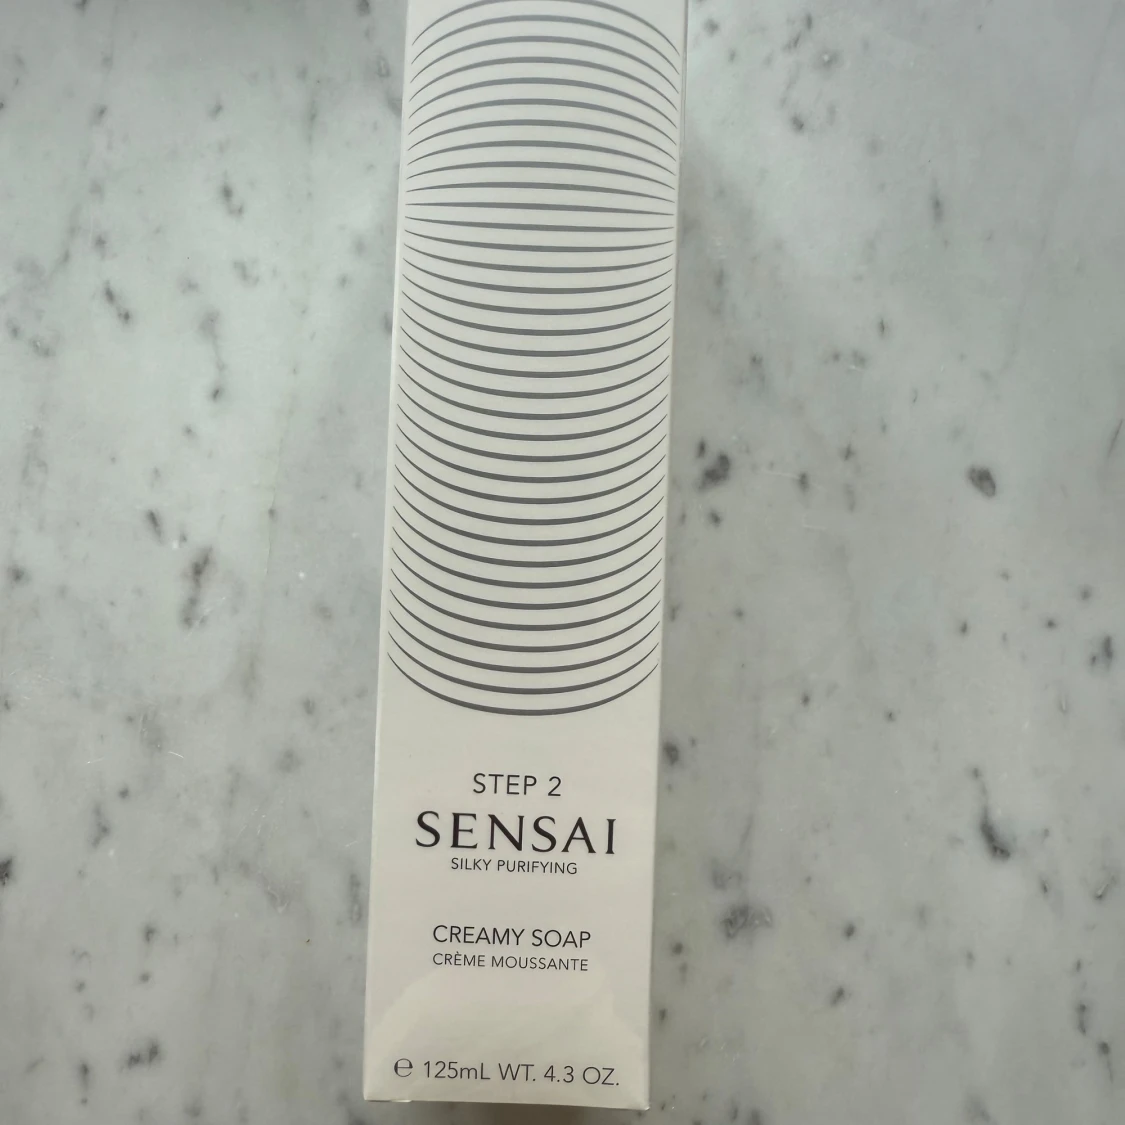 STEP 2
SENSAI
SILKY PURIFYING
CREAMY SOAP
CRÈME MOUSSANTE
℮ 125mL WT. 4.3 OZ.